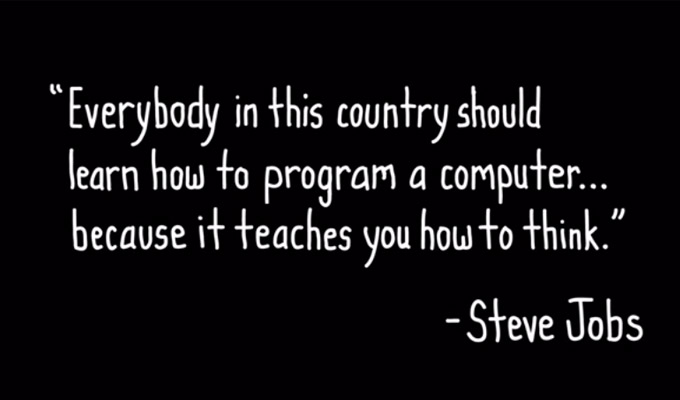 “Everybody in this country should
learn how to program a computer...
because it teaches you how to think.”
-Steve Jobs